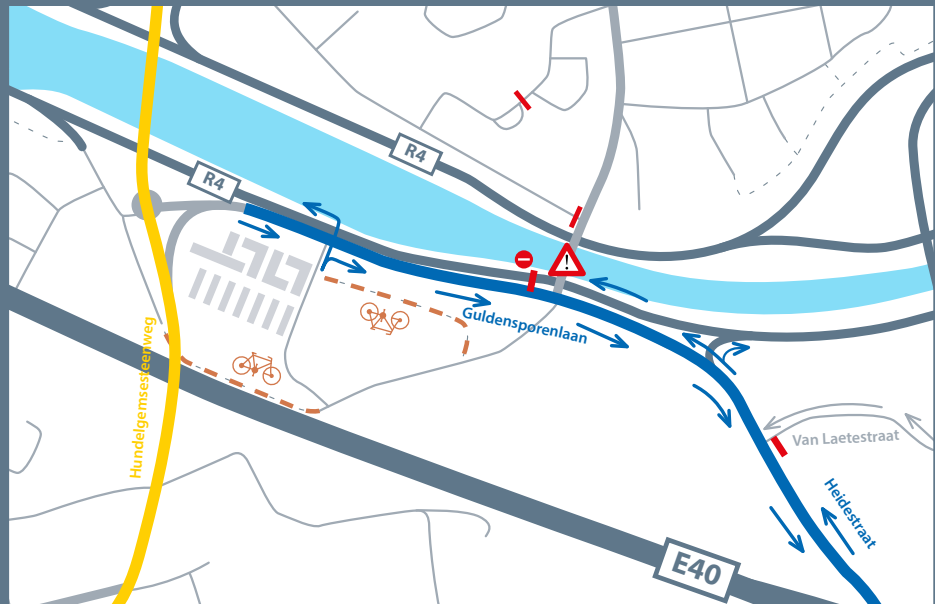 R4
R4
!
Guldensporenlaan
Hundelgemsesteenweg
Van Laetestraat
Heidestraat
E40